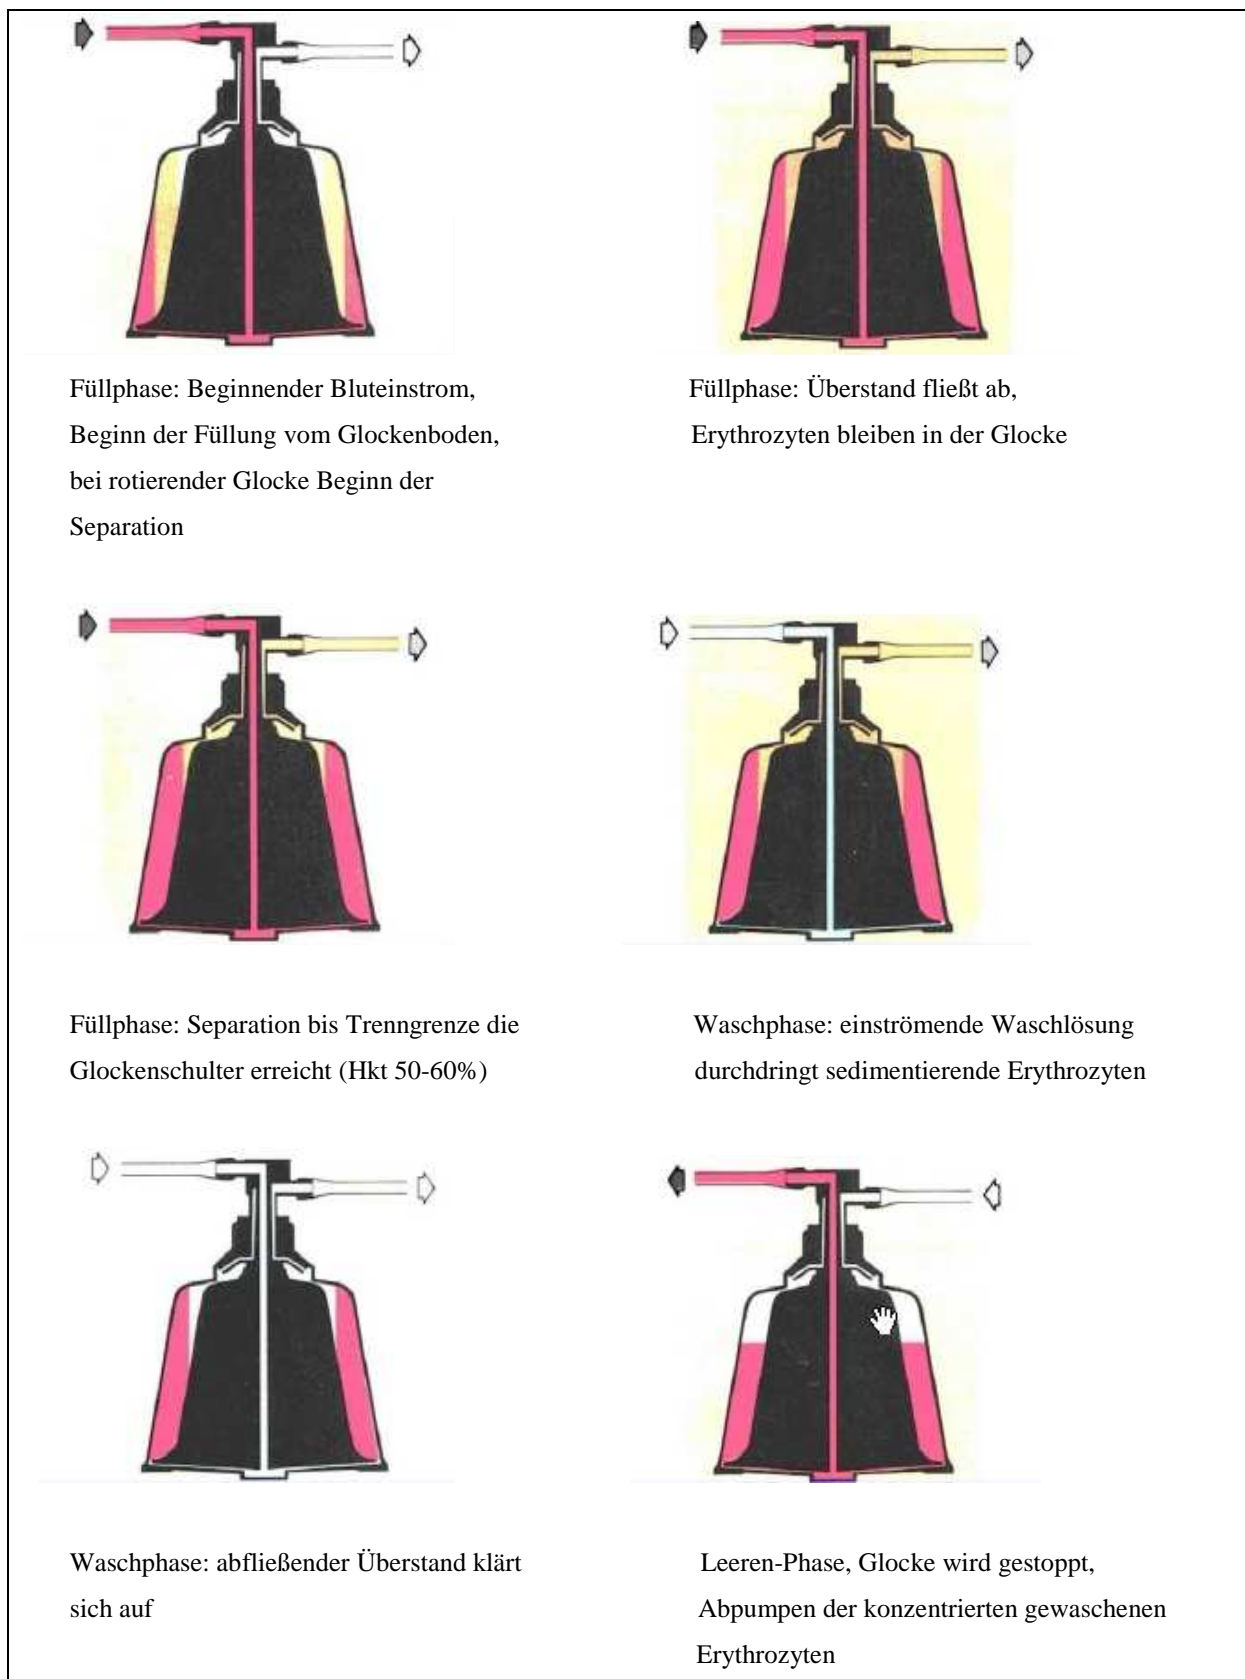 Füllphase: Beginnender Bluteinstrom,
Beginn der Füllung vom Glockenboden,
bei rotierender Glocke Beginn der
Separation
Füllphase: Überstand fließt ab,
Erythrozyten bleiben in der Glocke
Füllphase: Separation bis Trenngrenze die
Glockenschulter erreicht (Hkt 50-60%)
Waschphase: einströmende Waschlösung
durchdringt sedimentierende Erythrozyten
Waschphase: abfließender Überstand klärt
sich auf
Leeren-Phase, Glocke wird gestoppt,
Abpumpen der konzentrierten gewaschenen
Erythrozyten